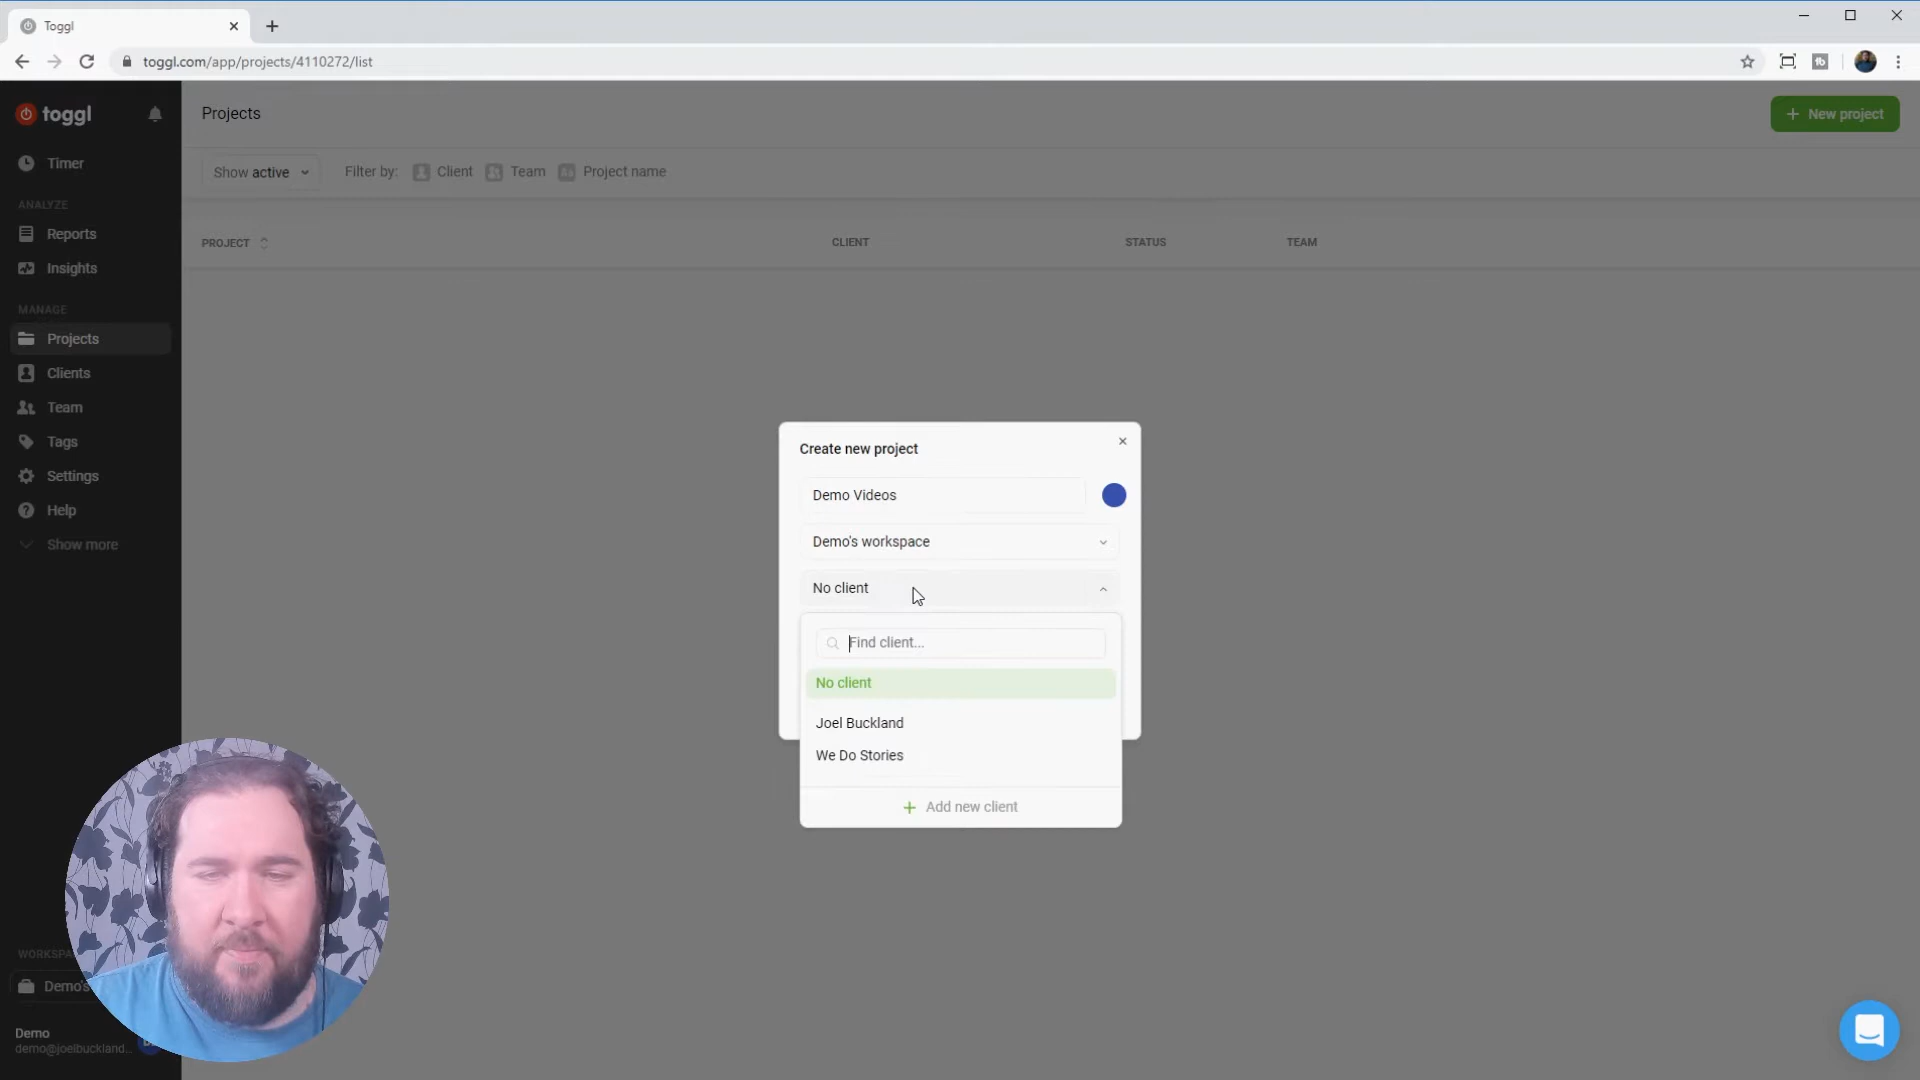 Toggl
toggl.com/app/projects/4110272/list
toggl
Projects
New project
Timer
Show active
Filter by:
Client
Team
Project name
ANALYZE
Reports
PROJECT
CLIENT
STATUS
TEAM
Insights
MANAGE
Projects
Clients
Team
Tags
Settings
Help
Show more
Create new project
Demo Videos
Demo's workspace
No client
Find client...
No client
Joel Buckland
We Do Stories
Add new client
Demo's
Demo
demo@joelbuckland...